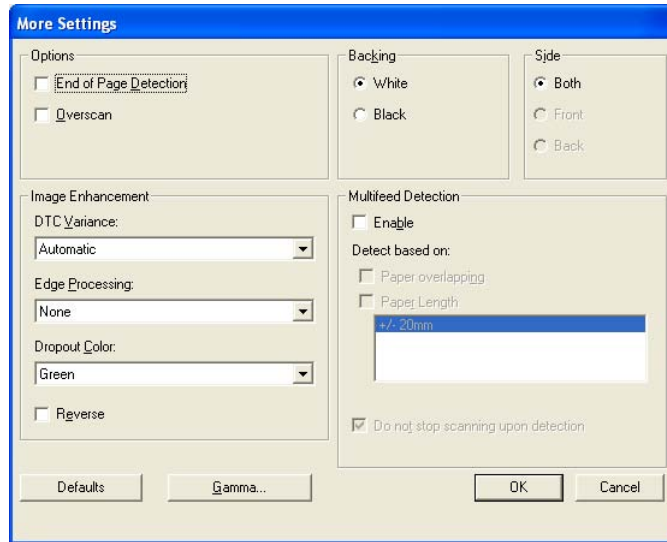 More Settings
Options
End of Page Detection
Overscan
Backing
White
Black
Side
Both
Front
Back
Image Enhancement
DTC Variance:
Automatic
Edge Processing:
None
Dropout Color:
Green
Reverse
Multifeed Detection
Enable
Detect based on:
Paper overlapping
Paper Length
+/- 20mm
Do not stop scanning upon detection
Defaults
Gamma...
OK
Cancel